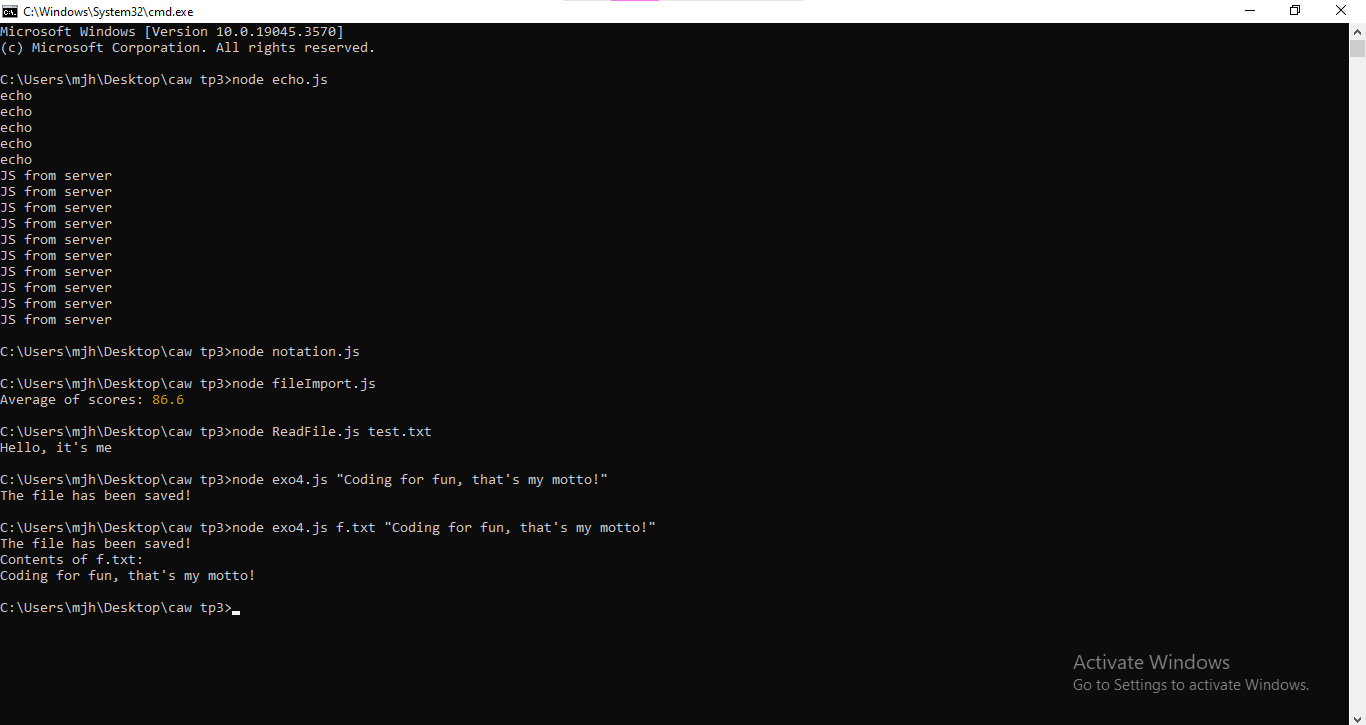 C:\Windows\System32\cmd.exe
Microsoft Windows [Version 10.0.19045.3570]
(c) Microsoft Corporation. All rights reserved.
C:\Users\mjh\Desktop\caw tp3>node echo.js
echo
echo
echo
echo
echo
JS from server
JS from server
JS from server
JS from server
JS from server
JS from server
JS from server
JS from server
JS from server
JS from server
C:\Users\mjh\Desktop\caw tp3>node notation.js
C:\Users\mjh\Desktop\caw tp3>node fileImport.js
Average of scores: 86.6
C:\Users\mjh\Desktop\caw tp3>node ReadFile.js test.txt
Hello, it's me
C:\Users\mjh\Desktop\caw tp3>node exo4.js "Coding for fun, that's my motto!"
The file has been saved!
C:\Users\mjh\Desktop\caw tp3>node exo4.js f.txt "Coding for fun, that's my motto!"
The file has been saved!
Contents of f.txt:
Coding for fun, that's my motto!
C:\Users\mjh\Desktop\caw tp3>
Activate Windows
Go to Settings to activate Windows.